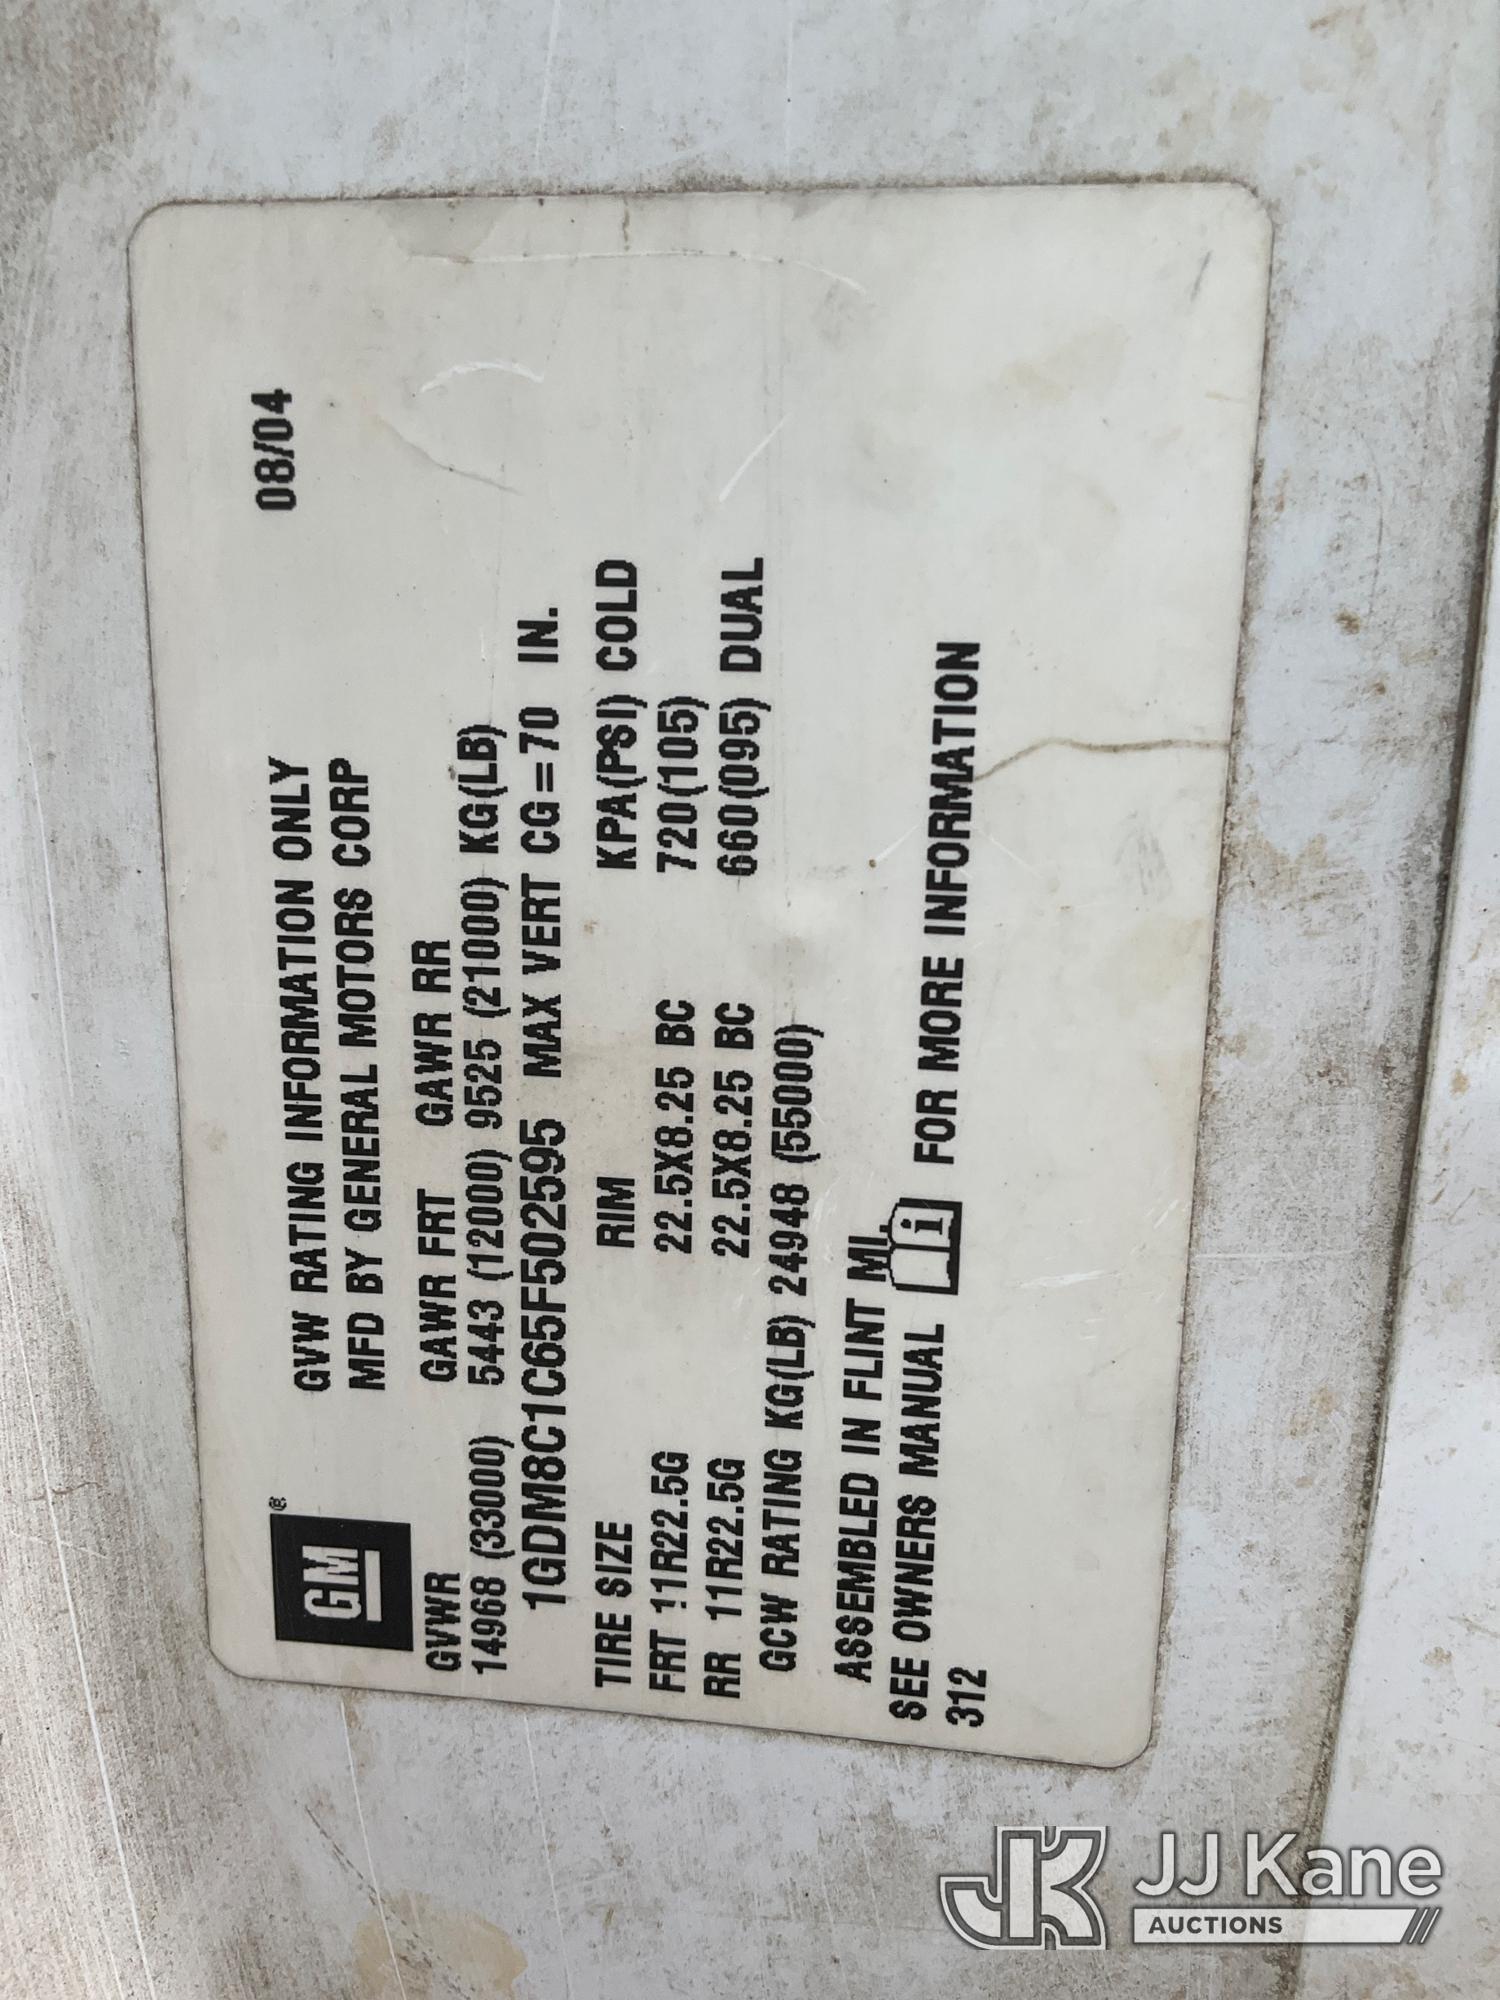 GM®
GVW RATING INFORMATION ONLY 08/04
MFD BY GENERAL MOTORS CORP
GVWR GAWR FRT GAWR RR
14968 (33000) 5443 (12000) 9525 (21000) KG(LB)
1GDM8C1C65F502595 MAX VERT CG=70 IN.
TIRE SIZE RIM KPA(PSI) COLD
FRT 11R22.5G 22.5X8.25 BC 720(105)
RR 11R22.5G 22.5X8.25 BC 660(095) DUAL
GCW RATING KG(LB) 24948 (55000)
ASSEMBLED IN FLINT MI.
SEE OWNERS MANUAL i FOR MORE INFORMATION
312
JK JJ Kane
AUCTIONS